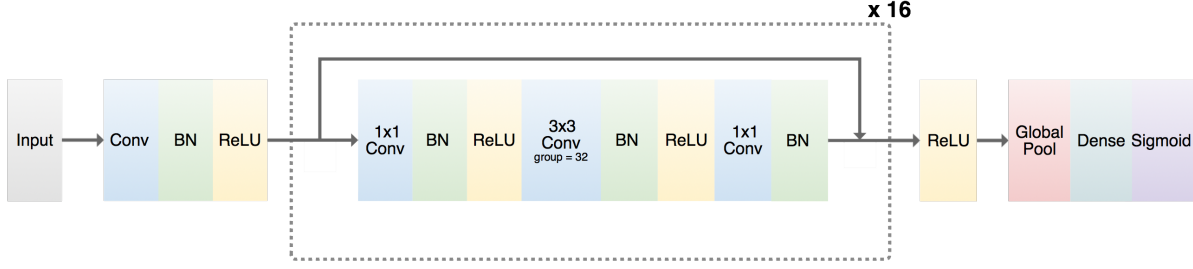 x 16
Input
Conv
BN
ReLU
1x1
Conv
BN
ReLU
3x3
Conv
group = 32
BN
ReLU
1x1
Conv
BN
ReLU
Global
Pool
Dense
Sigmoid